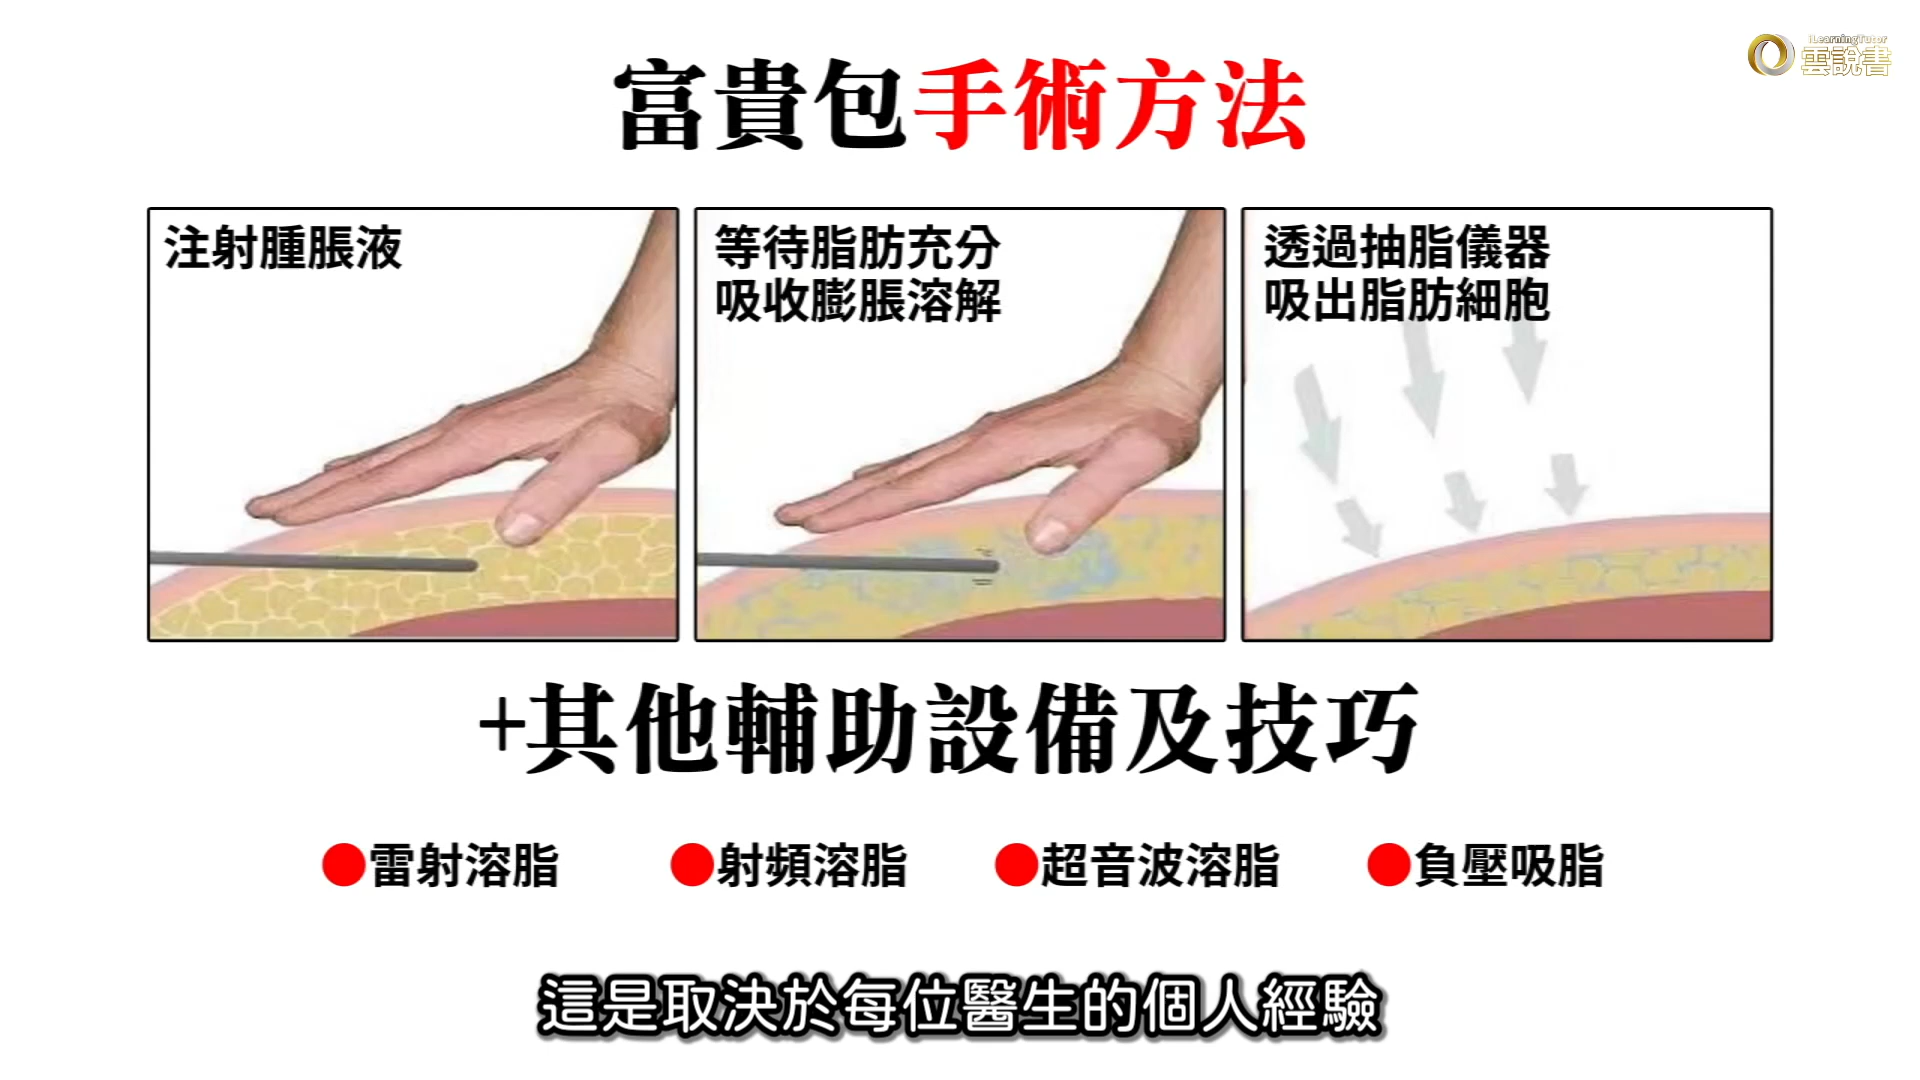 iLearningTutor
雲說書
富貴包手術方法
注射腫脹液
等待脂肪充分
吸收膨脹溶解
透過抽脂儀器
吸出脂肪細胞
+其他輔助設備及技巧
●雷射溶脂
●射頻溶脂
●超音波溶脂
●負壓吸脂
這是取決於每位醫生的個人經驗